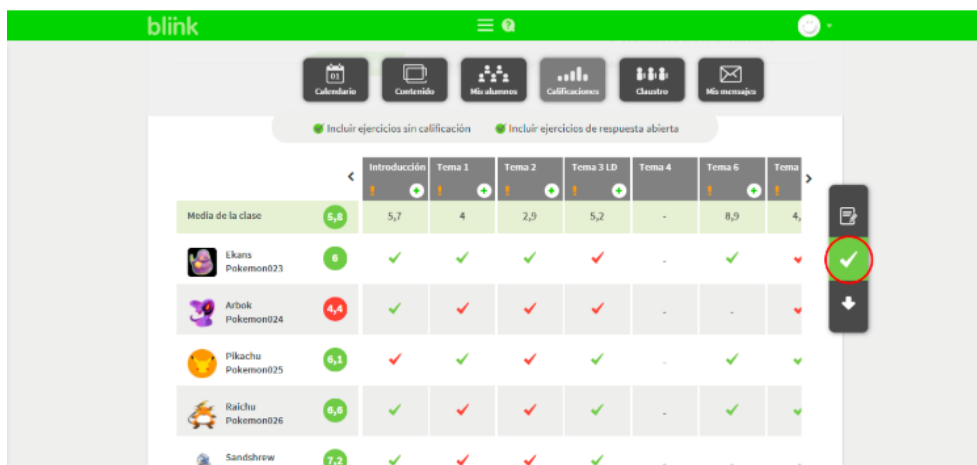 blink
01
Calendario Contenido Mis alumnos Calificaciones Claustro Mis mensajes
Incluir ejercicios sin calificación Incluir ejercicios de respuesta abierta
Introducción Tema 1 Tema 2 Tema 3 LD Tema 4 Tema 6 Tema
Media de la clase 5,8 5,7 4 2,9 5,2 - 8,9 4,
Ekans
Pokemon023 6 -
Arbok
Pokemon024 4,4 - -
Pikachu
Pokemon025 6,1 -
Raichu
Pokemon026 6,6 -
Sandshrew 7,2